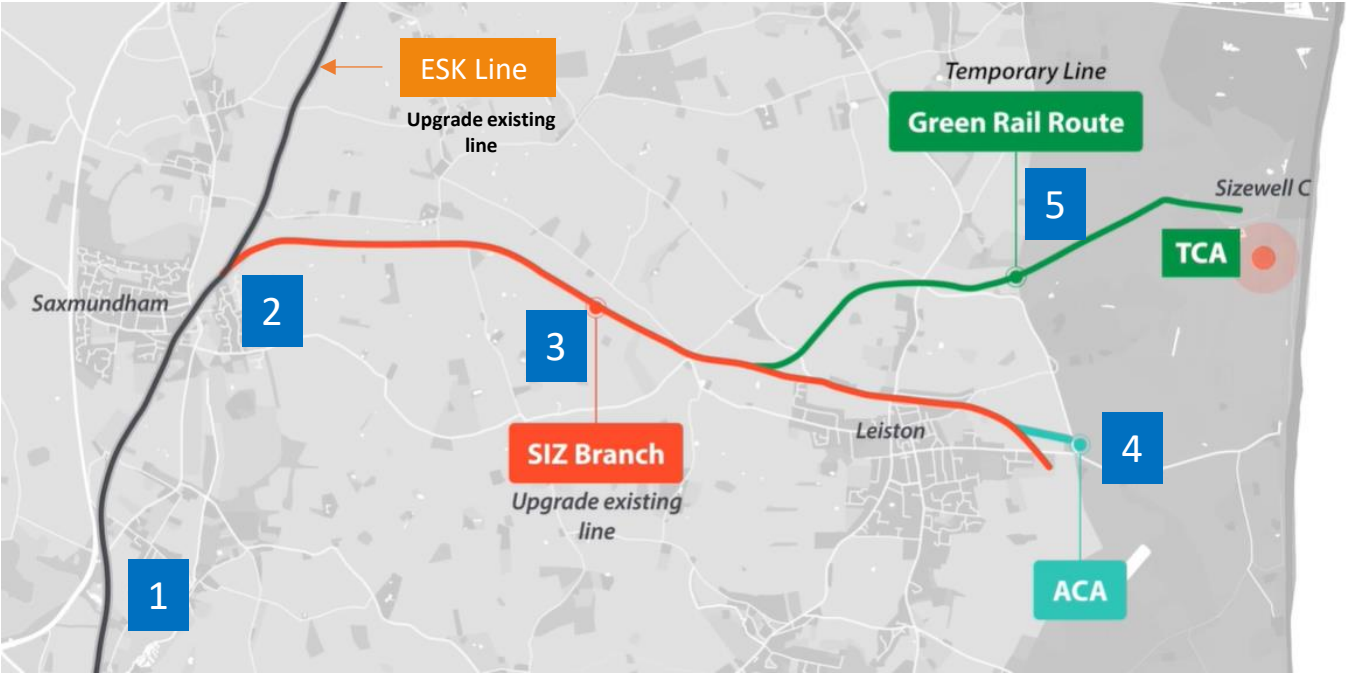 ESK Line
Upgrade existing
line
Temporary Line
Green Rail Route
5
Sizewell C
TCA
2
Saxmundham
3
SIZ Branch
Upgrade existing
line
Leiston
4
1
ACA